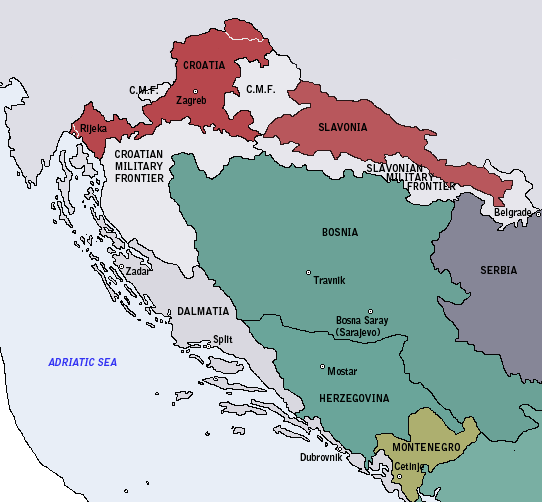 CROATIA
C.M.F.
C.M.F.
Zagreb
Rijeka
SLAVONIA
CROATIAN
MILITARY
FRONTIER
SLAVONIAN
MILITARY
FRONTIER
Belgrade
BOSNIA
SERBIA
Zadar
Travnik
DALMATIA
Bosna Saray
(Sarajevo)
Split
ADRIATIC SEA
Mostar
HERZEGOVINA
MONTENEGRO
Dubrovnik
Cetinje